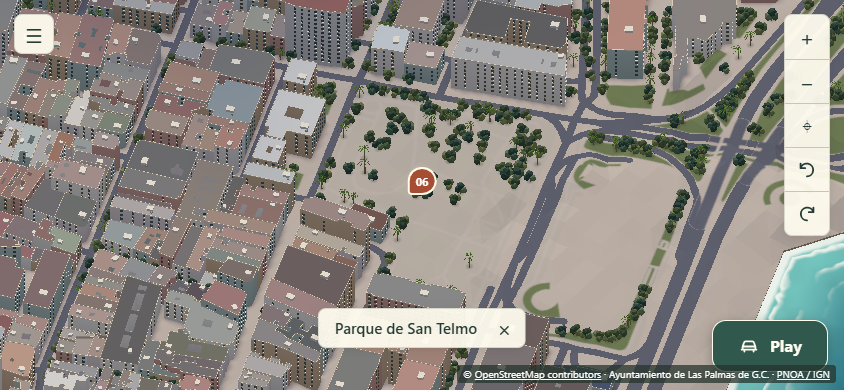 06
Parque de San Telmo ×
Play
© OpenStreetMap contributors · Ayuntamiento de Las Palmas de G.C. · PNOA / IGN